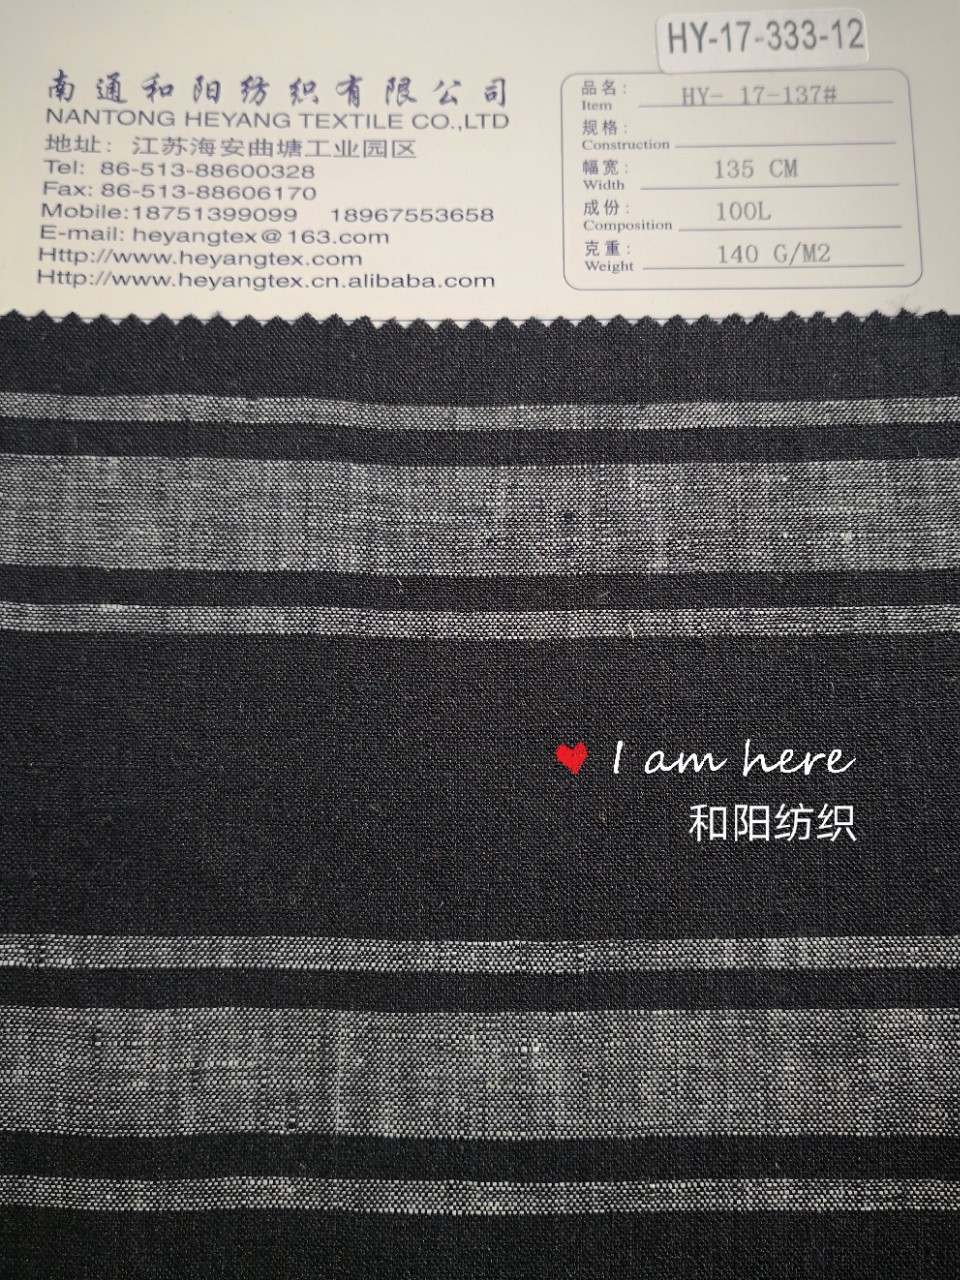 HY-17-333-12
南通和阳纺织有限公司
NANTONG HEYANG TEXTILE CO.,LTD
地址: 江苏海安曲塘工业园区
Tel: 86-513-88600328
Fax: 86-513-88606170
Mobile:18751399099 18967553658
E-mail: heyangtex@163.com
Http://www.heyangtex.com
Http://www.heyangtex.cn.alibaba.com
品名: HY- 17-137#
Item
规格:
Construction
幅宽: 135 CM
Width
成份: 100L
Composition
克重: 140 G/M2
Weight
I am here
和阳纺织